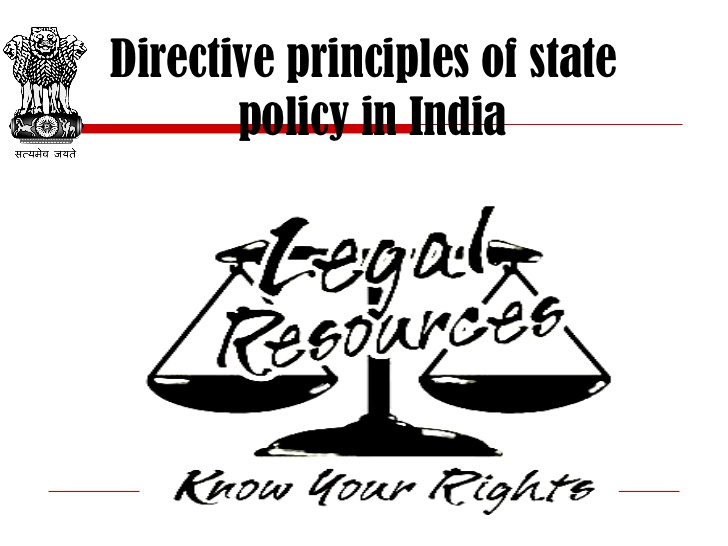 Directive principles of state
policy in India
सत्यमेव जयते
Legal
Resources
Know Your Rights